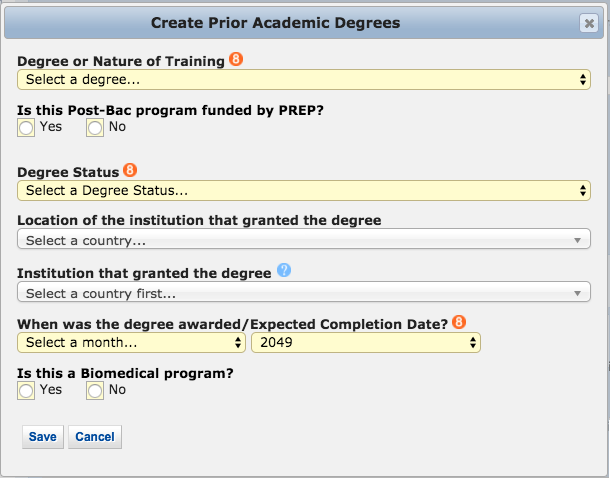 Create Prior Academic Degrees
Degree or Nature of Training 8
Select a degree...
Is this Post-Bac program funded by PREP?
Yes No
Degree Status 8
Select a Degree Status...
Location of the institution that granted the degree
Select a country...
Institution that granted the degree ?
Select a country first...
When was the degree awarded/Expected Completion Date? 8
Select a month... 2049
Is this a Biomedical program?
Yes No
Save Cancel